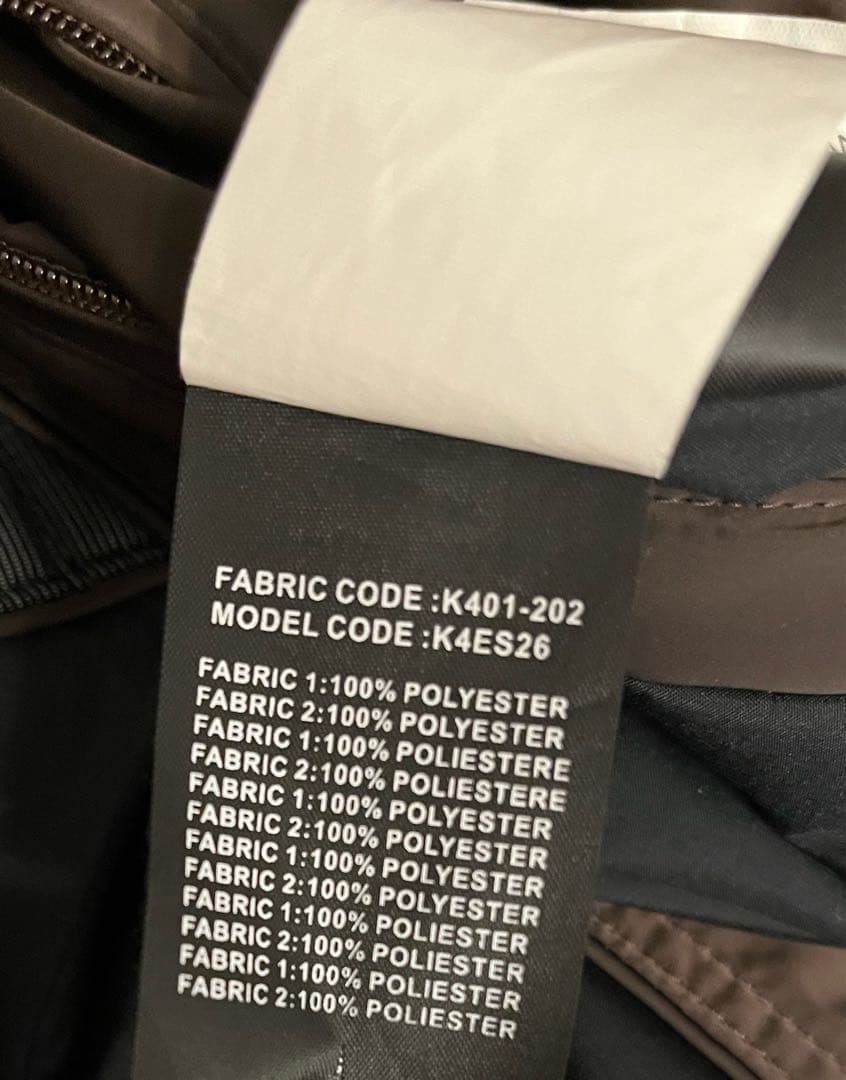 FABRIC CODE :K401-202
MODEL CODE :K4ES26
FABRIC 1:100% POLYESTER
FABRIC 2:100% POLYESTER
FABRIC 1:100% POLIESTERE
FABRIC 2:100% POLIESTERE
FABRIC 1:100% POLYESTER
FABRIC 2:100% POLYESTER
FABRIC 1:100% POLYESTER
FABRIC 2:100% POLYESTER
FABRIC 1:100% POLIESTER
FABRIC 2:100% POLIESTER
FABRIC 1:100% POLIESTER
FABRIC 2:100% POLIESTER